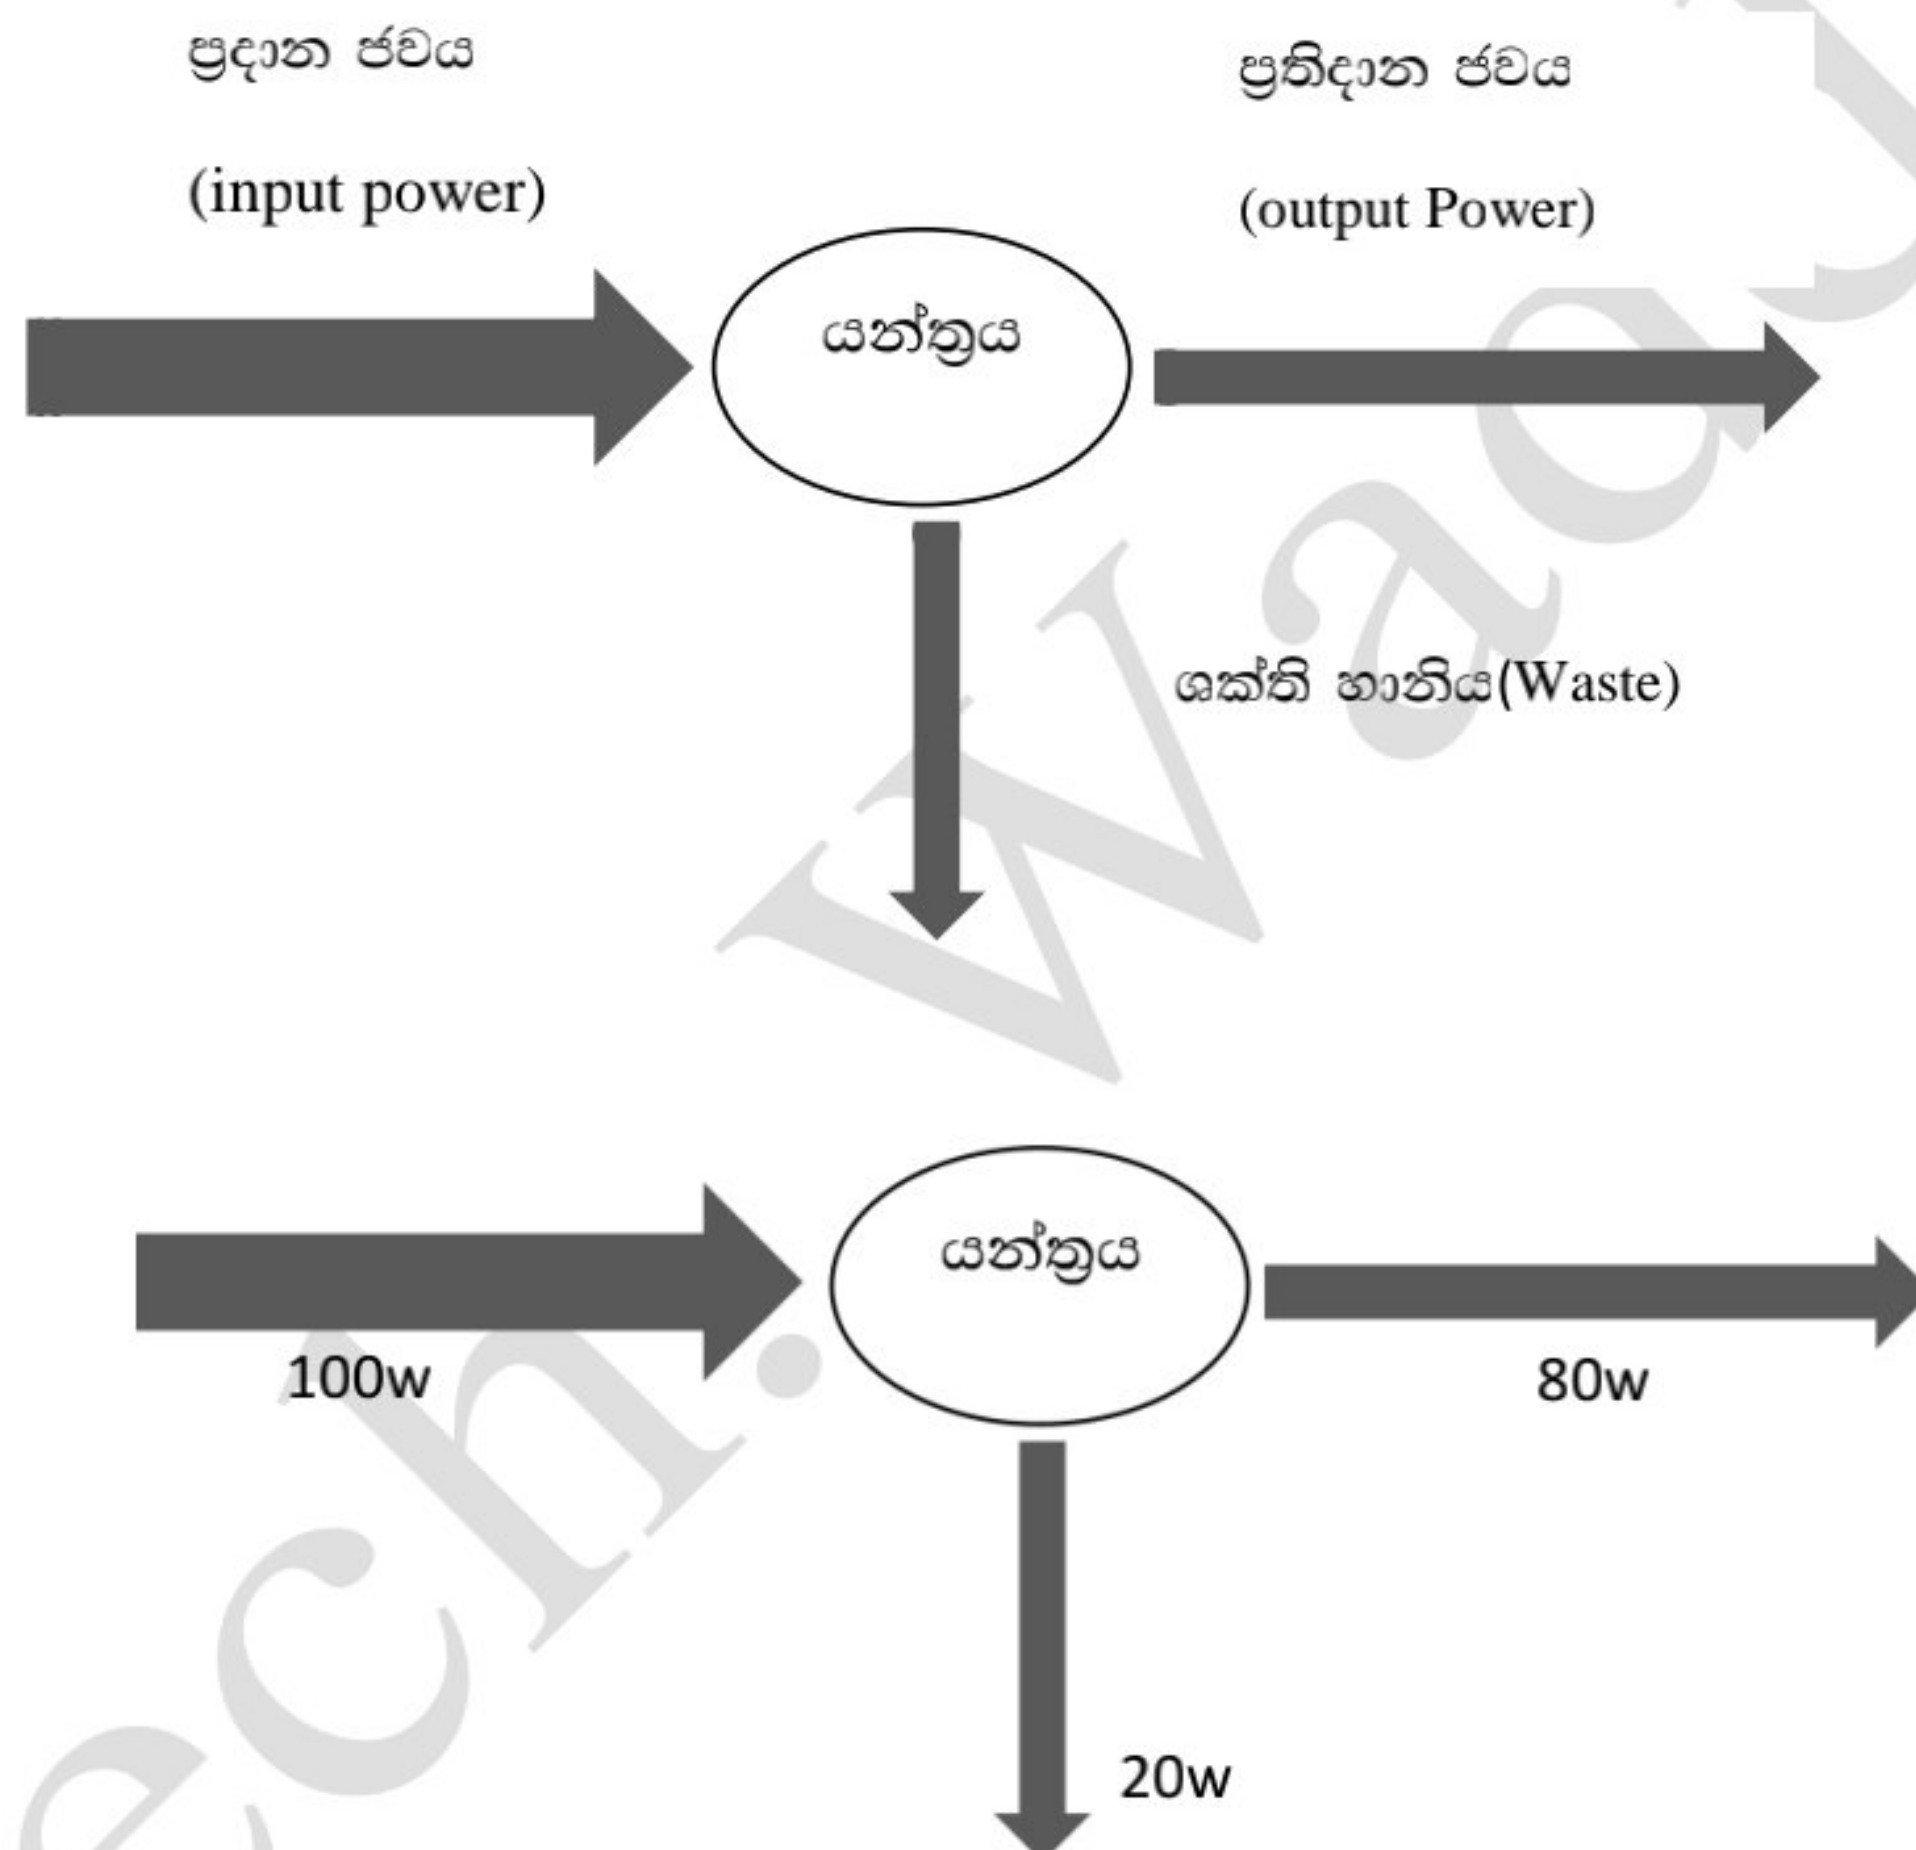 ප්‍රදාන ජවය
(input power)
ප්‍රතිදාන ජවය
(output Power)
යන්ත්‍රය
ශක්ති හානිය(Waste)
යන්ත්‍රය
100w
80w
20w